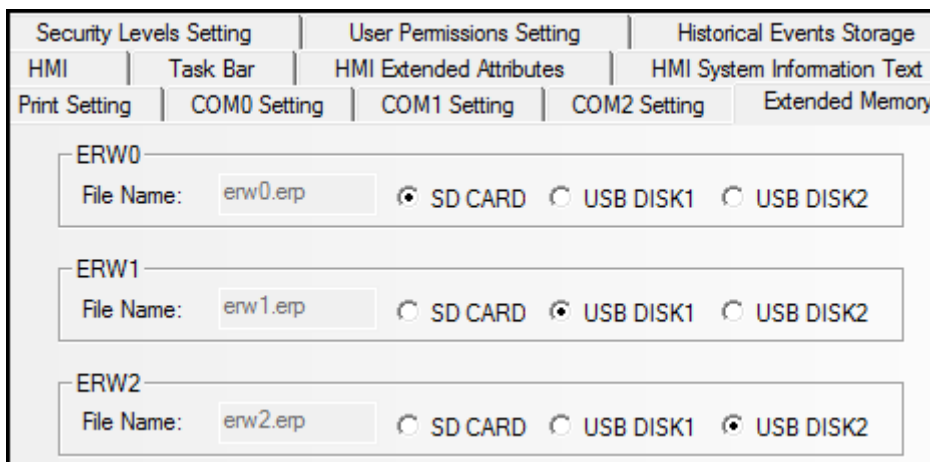 Security Levels Setting User Permissions Setting Historical Events Storage
HMI Task Bar HMI Extended Attributes HMI System Information Text
Print Setting COM0 Setting COM1 Setting COM2 Setting Extended Memory
ERW0
File Name: erw0.erp SD CARD USB DISK1 USB DISK2
ERW1
File Name: erw1.erp SD CARD USB DISK1 USB DISK2
ERW2
File Name: erw2.erp SD CARD USB DISK1 USB DISK2